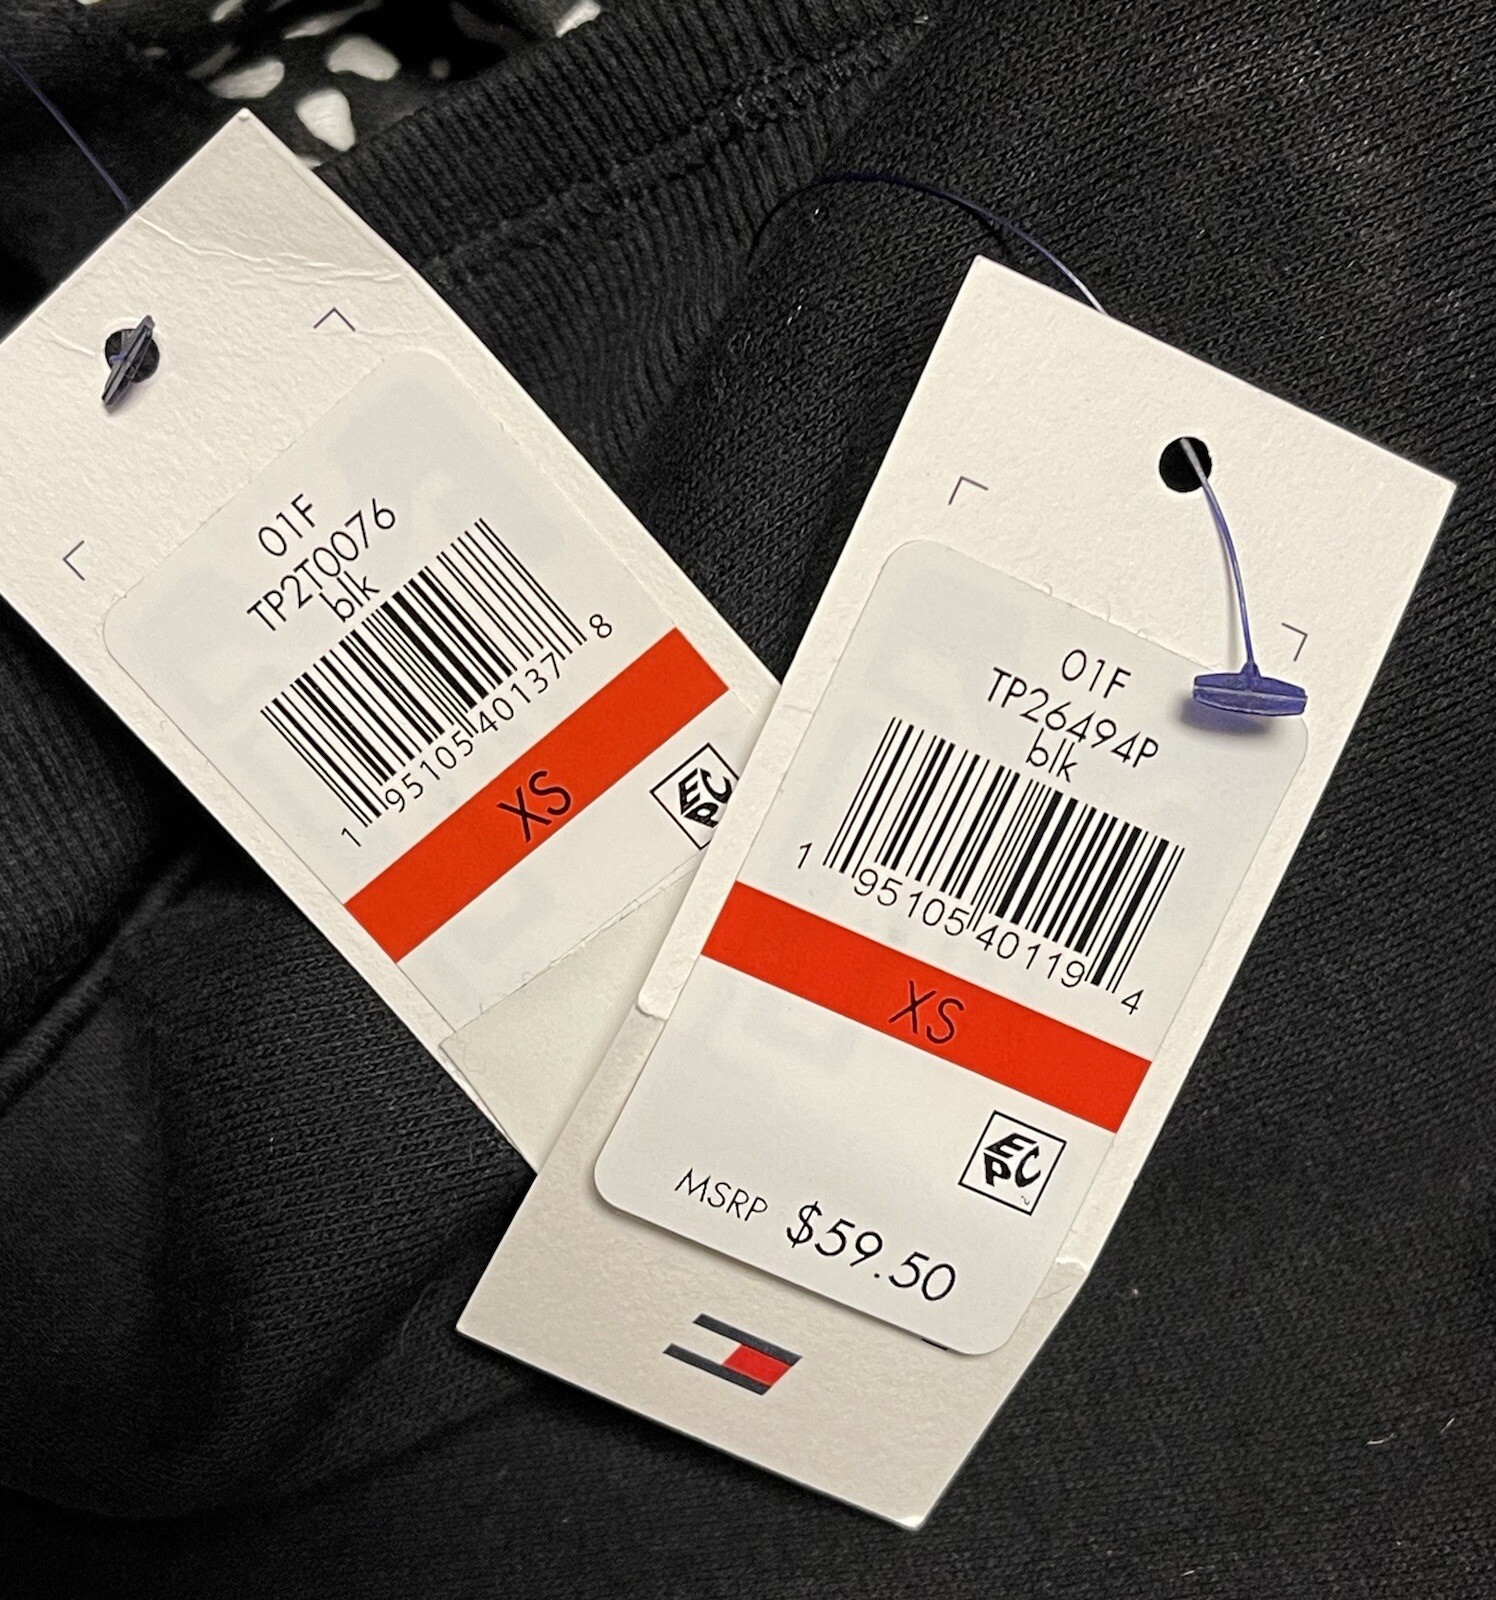 01F
TP2T0076
blk
1 95105 40137 8
XS
EPC
01F
TP26494P
blk
1 95105 40119 4
XS
EPC
MSRP $59.50